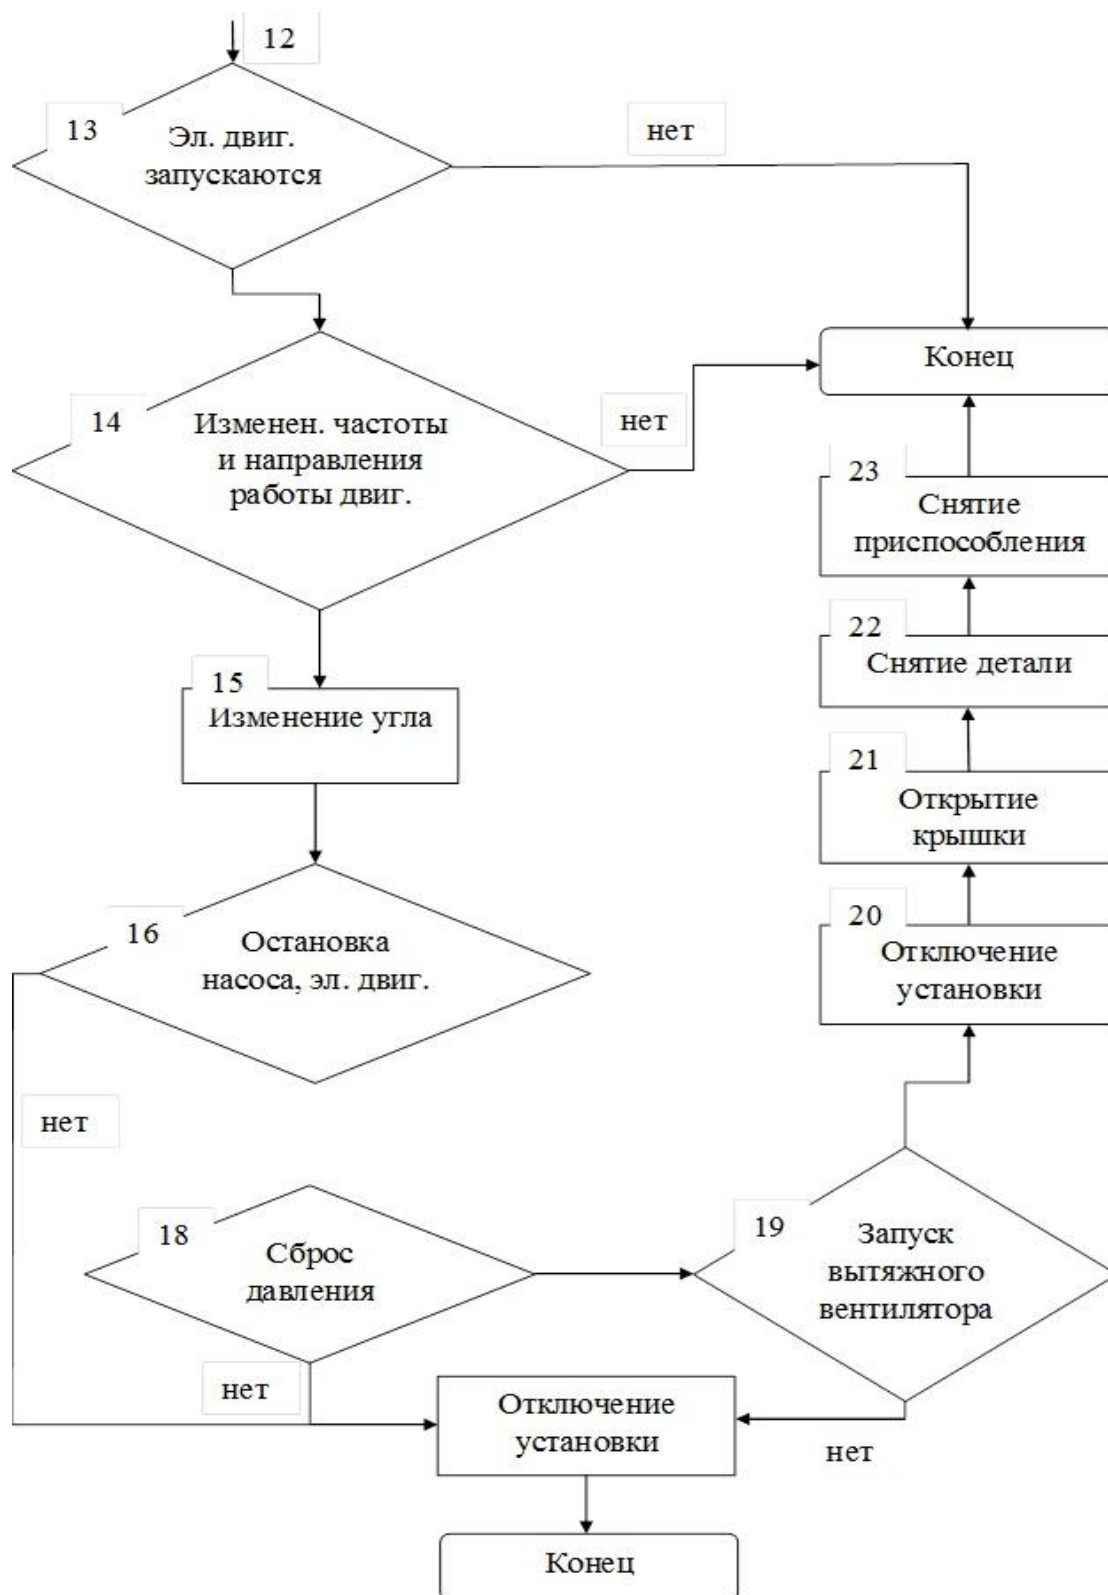 12
13
Эл. двиг.
запускаются
нет
Конец
14
Изменен. частоты
и направления
работы двиг.
нет
23
Снятие
приспособления
22
Снятие детали
15
Изменение угла
21
Открытие
крышки
20
Отключение
установки
16
Остановка
насоса, эл. двиг.
нет
18
Сброс
давления
19
Запуск
вытяжного
вентилятора
нет
Отключение
установки
нет
Конец